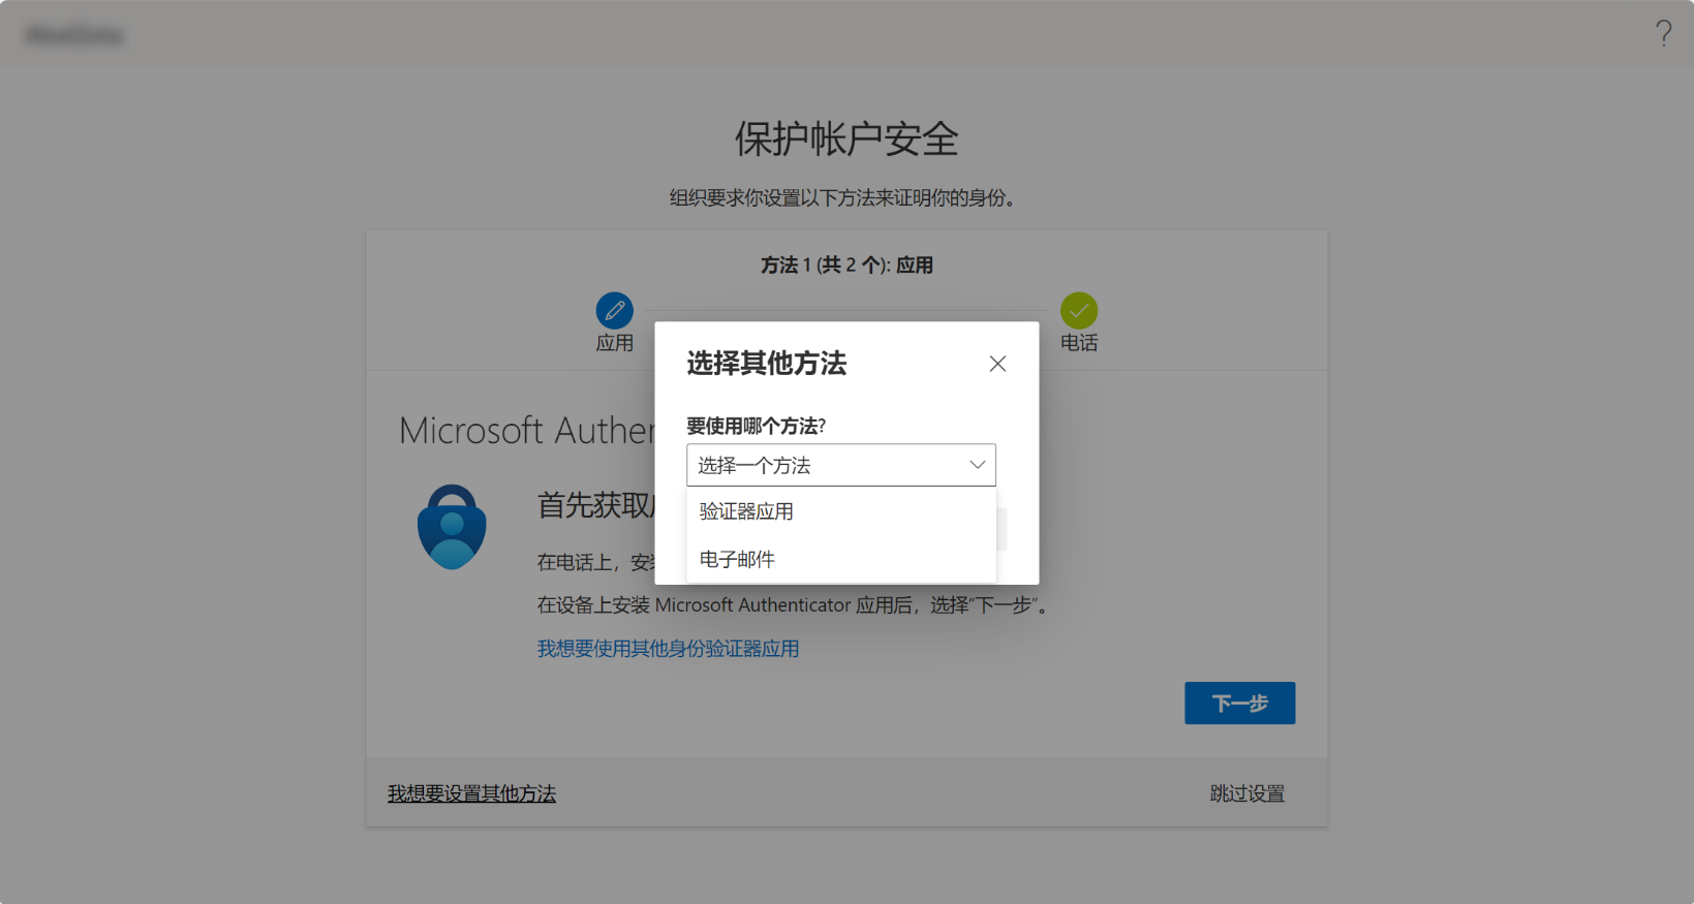 ?
保护帐户安全
组织要求你设置以下方法来证明你的身份。
方法 1 (共 2 个): 应用
应用
电话
选择其他方法
要使用哪个方法?
选择一个方法
验证器应用
电子邮件
Microsoft Authen
首先获取
在电话上，安
在设备上安装 Microsoft Authenticator 应用后，选择"下一步"。
我想要使用其他身份验证器应用
下一步
我想要设置其他方法
跳过设置